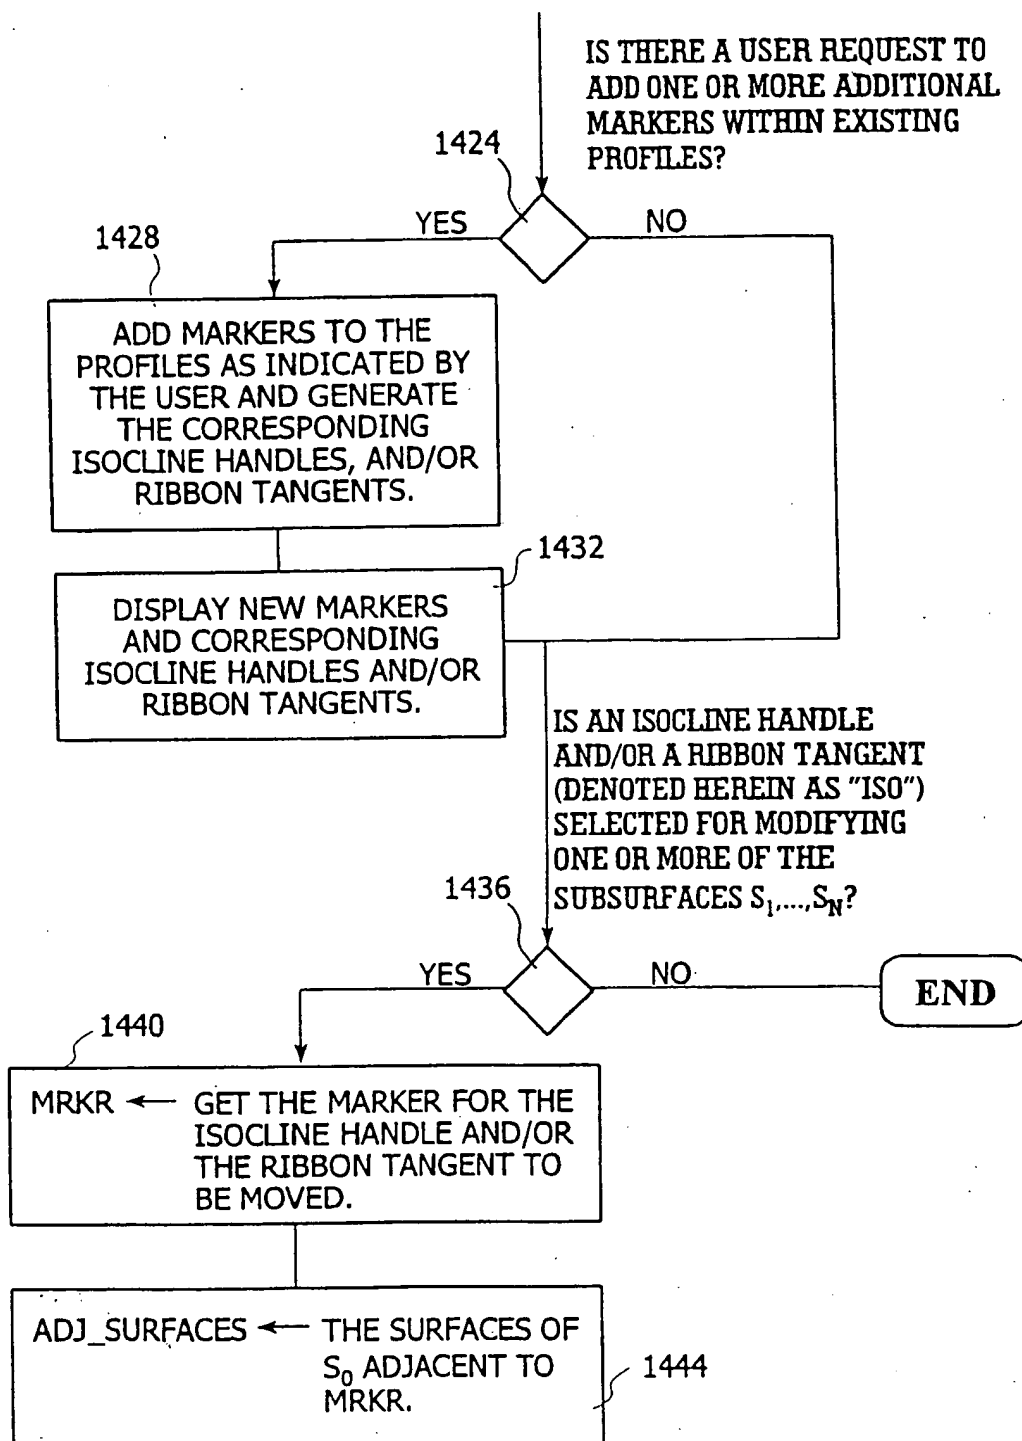 IS THERE A USER REQUEST TO
ADD ONE OR MORE ADDITIONAL
MARKERS WITHIN EXISTING
PROFILES?
1424
YES
NO
1428
ADD MARKERS TO THE
PROFILES AS INDICATED BY
THE USER AND GENERATE
THE CORRESPONDING
ISOCLINE HANDLES, AND/OR
RIBBON TANGENTS.
1432
DISPLAY NEW MARKERS
AND CORRESPONDING
ISOCLINE HANDLES AND/OR
RIBBON TANGENTS.
IS AN ISOCLINE HANDLE
AND/OR A RIBBON TANGENT
(DENOTED HEREIN AS "ISO")
SELECTED FOR MODIFYING
ONE OR MORE OF THE
SUBSURFACES S₁,...,Sₙ?
1436
YES
NO
END
1440
MRKR ← GET THE MARKER FOR THE
ISOCLINE HANDLE AND/OR
THE RIBBON TANGENT TO
BE MOVED.
ADJ_SURFACES ← THE SURFACES OF
S₀ ADJACENT TO
MRKR.
1444